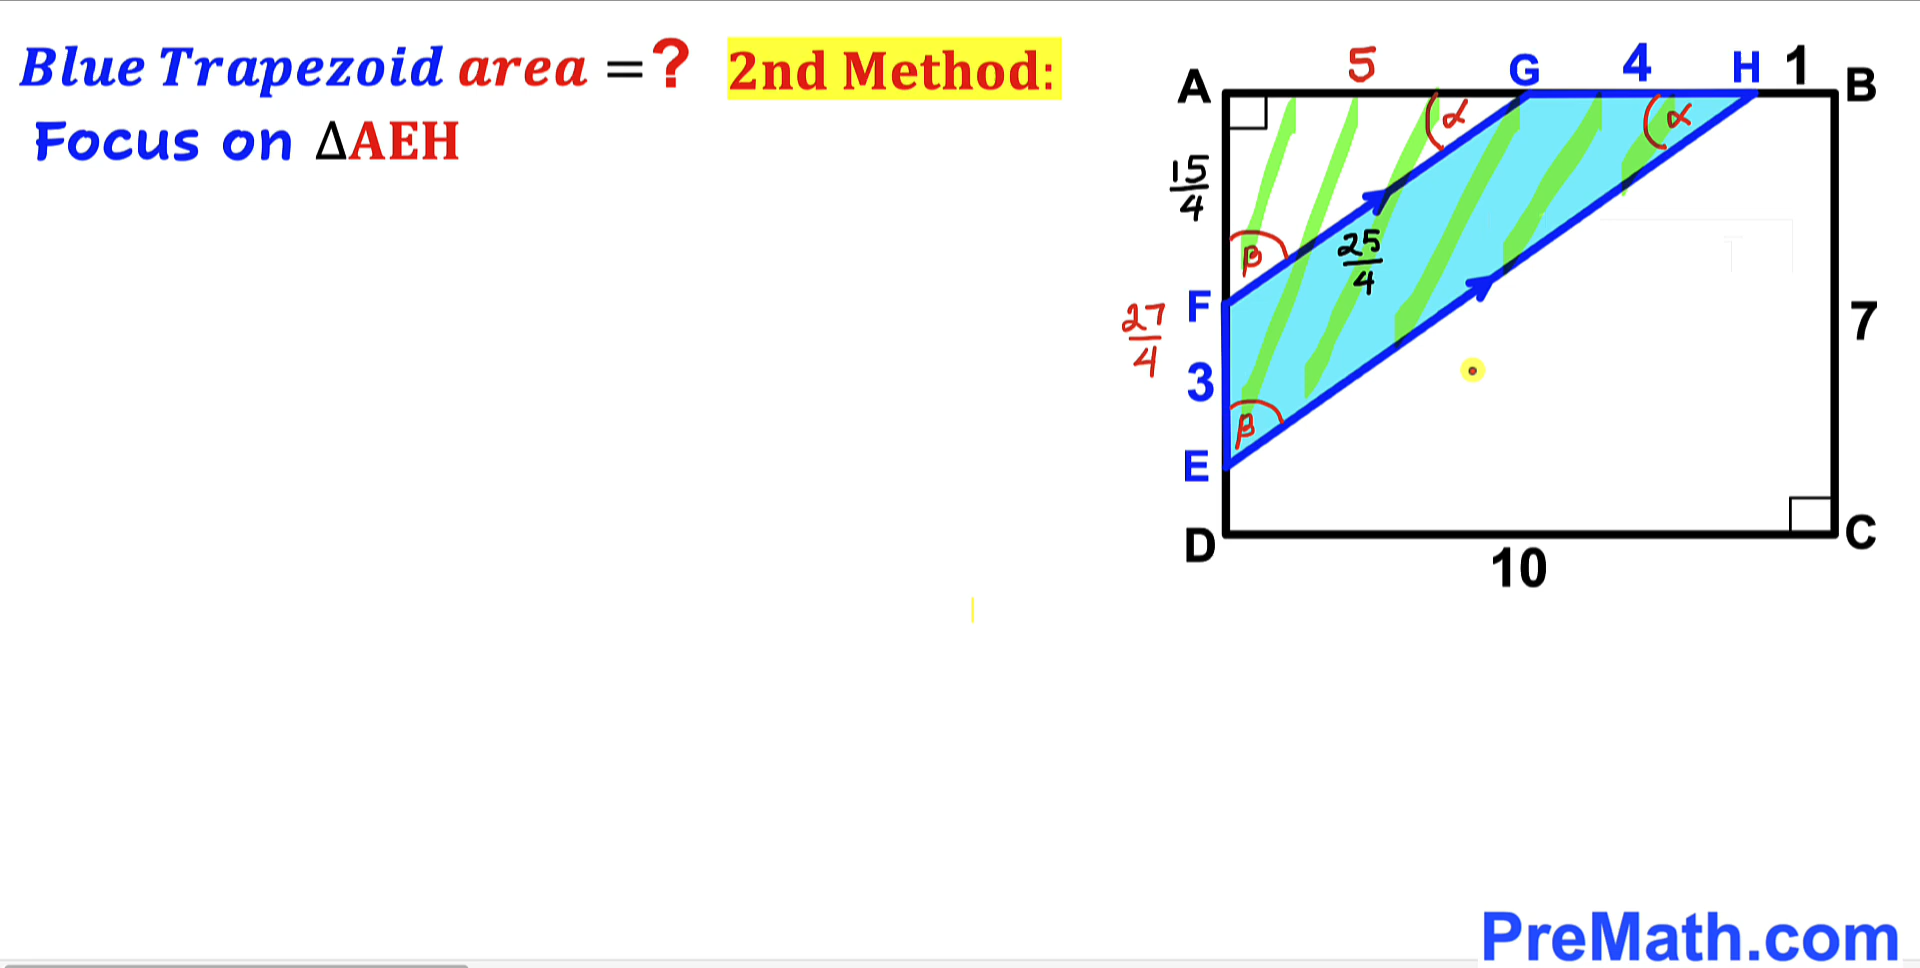 Blue Trapezoid area =? 2nd Method:
Focus on ΔAEH
A 5 G 4 H 1 B
α α
15/4
β 25/4
F
27/4 7
3
β
E
D C
10
PreMath.com